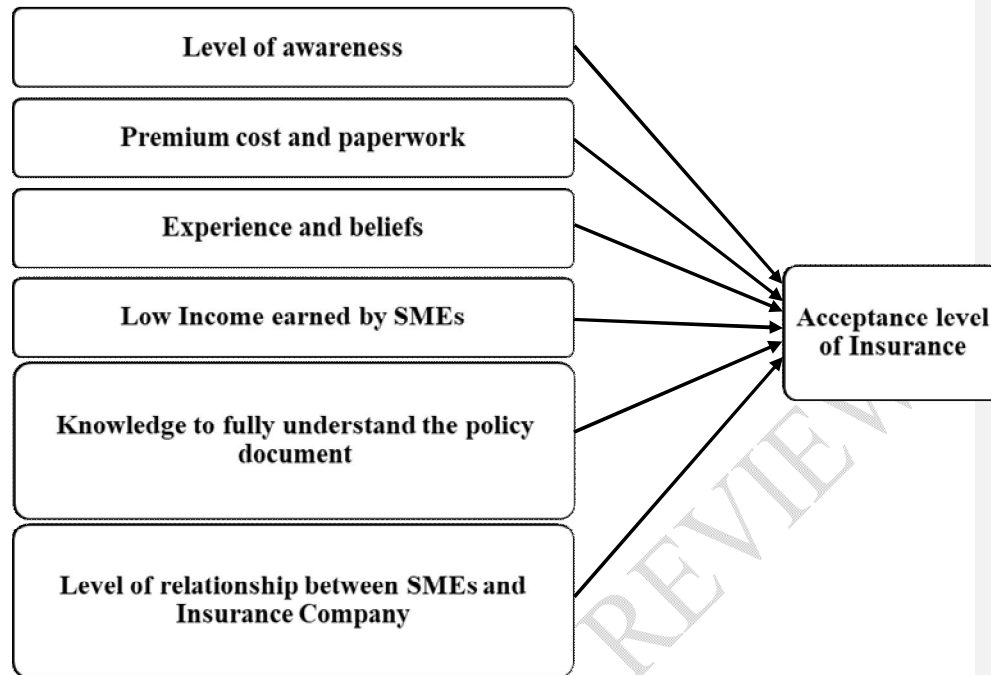 Level of awareness
Premium cost and paperwork
Experience and beliefs
Low Income earned by SMEs
Knowledge to fully understand the policy
document
Level of relationship between SMEs and
Insurance Company
Acceptance level
of Insurance
REVIEW